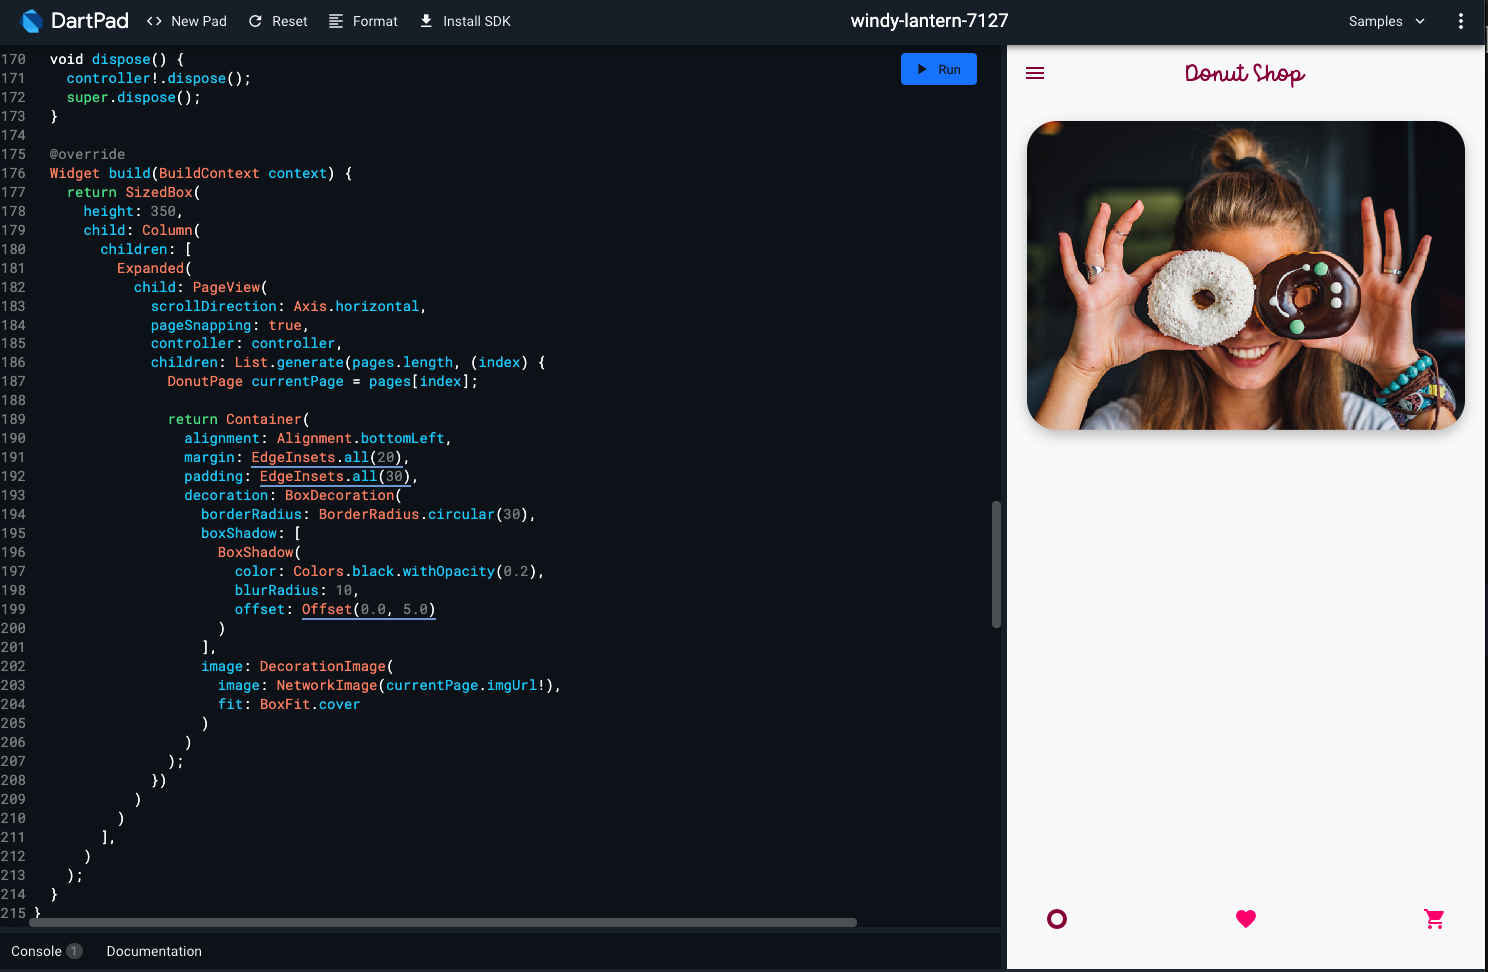 DartPad
<> New Pad
Reset
Format
Install SDK
windy-lantern-7127
Samples
170 void dispose() {
171 controller!.dispose();
172 super.dispose();
173 }
174
175 @override
176 Widget build(BuildContext context) {
177 return SizedBox(
178 height: 350,
179 child: Column(
180 children: [
181 Expanded(
182 child: PageView(
183 scrollDirection: Axis.horizontal,
184 pageSnapping: true,
185 controller: controller,
186 children: List.generate(pages.length, (index) {
187 DonutPage currentPage = pages[index];
188
189 return Container(
190 alignment: Alignment.bottomLeft,
191 margin: EdgeInsets.all(20),
192 padding: EdgeInsets.all(30),
193 decoration: BoxDecoration(
194 borderRadius: BorderRadius.circular(30),
195 boxShadow: [
196 BoxShadow(
197 color: Colors.black.withOpacity(0.2),
198 blurRadius: 10,
199 offset: Offset(0.0, 5.0)
200 )
201 ],
202 image: DecorationImage(
203 image: NetworkImage(currentPage.imgUrl!),
204 fit: BoxFit.cover
205 )
206 )
207 );
208 })
209 )
210 )
211 ],
212 )
213 );
214 }
215 }
Run
Donut Shop
Console 1
Documentation